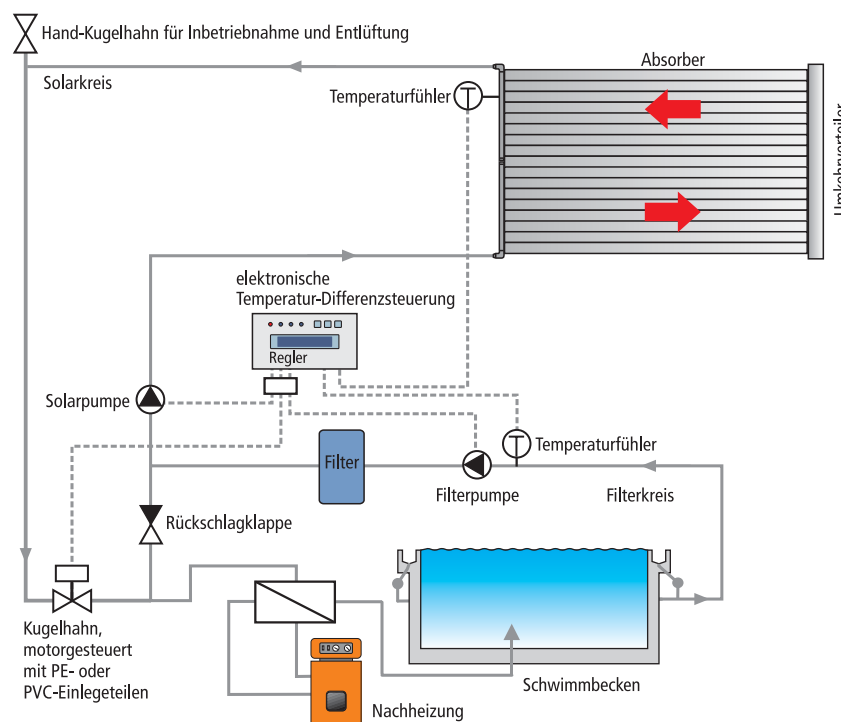 Hand-Kugelhahn für Inbetriebnahme und Entlüftung
Solarkreis
Absorber
Temperaturfühler
T
Umkehrverteiler
elektronische
Temperatur-Differenzsteuerung
Regler
Solarpumpe
Filter
T
Temperaturfühler
Filterpumpe
Filterkreis
Rückschlagklappe
Kugelhahn,
motorgesteuert
mit PE- oder
PVC-Einlegeteilen
Schwimmbecken
Nachheizung